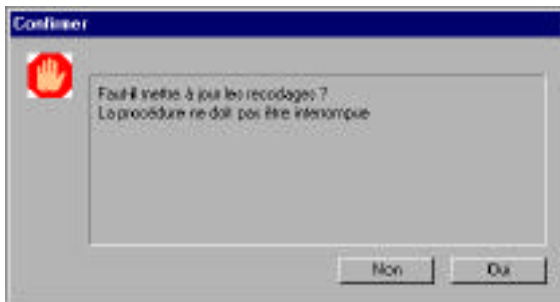 Confirmer
Faut-il mettre à jour les recodages ?
La procédure ne doit pas être interrompue
Non
Oui